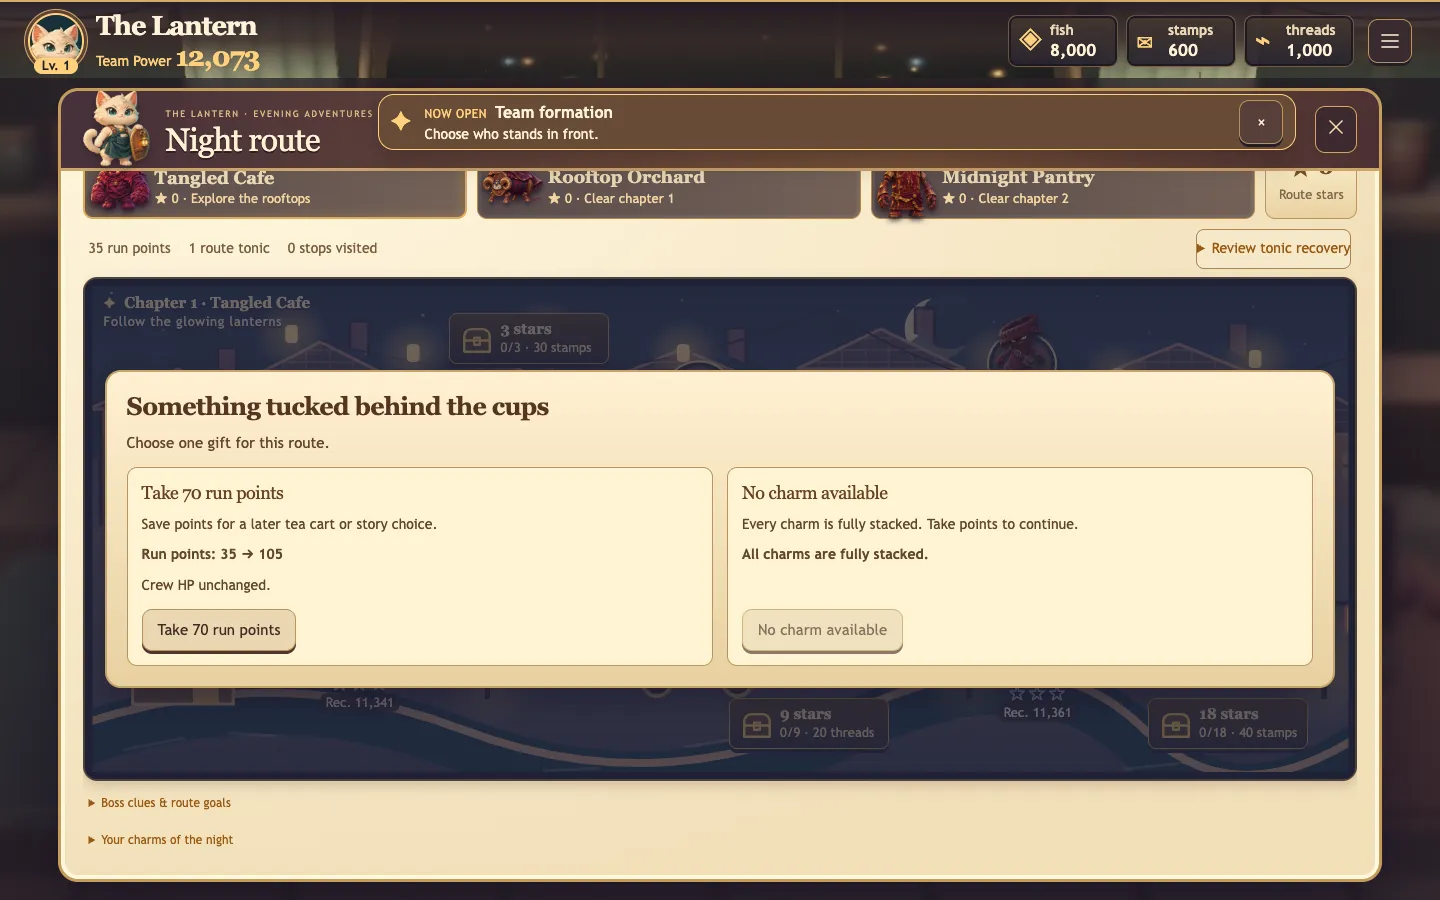 The Lantern
Team Power 12,073
Lv. 1
fish
8,000
stamps
600
threads
1,000
THE LANTERN · EVENING ADVENTURES
Night route
NOW OPEN Team formation
Choose who stands in front.
×
Tangled Cafe
★ 0 · Explore the rooftops
Rooftop Orchard
★ 0 · Clear chapter 1
Midnight Pantry
★ 0 · Clear chapter 2
Route stars
35 run points 1 route tonic 0 stops visited
▶ Review tonic recovery
✦ Chapter 1 · Tangled Cafe
Follow the glowing lanterns
3 stars
0/3 · 30 stamps
Something tucked behind the cups
Choose one gift for this route.
Take 70 run points
Save points for a later tea cart or story choice.
Run points: 35 → 105
Crew HP unchanged.
Take 70 run points
No charm available
Every charm is fully stacked. Take points to continue.
All charms are fully stacked.
No charm available
Rec. 11,341
9 stars
0/9 · 20 threads
Rec. 11,361
18 stars
0/18 · 40 stamps
▶ Boss clues & route goals
▶ Your charms of the night